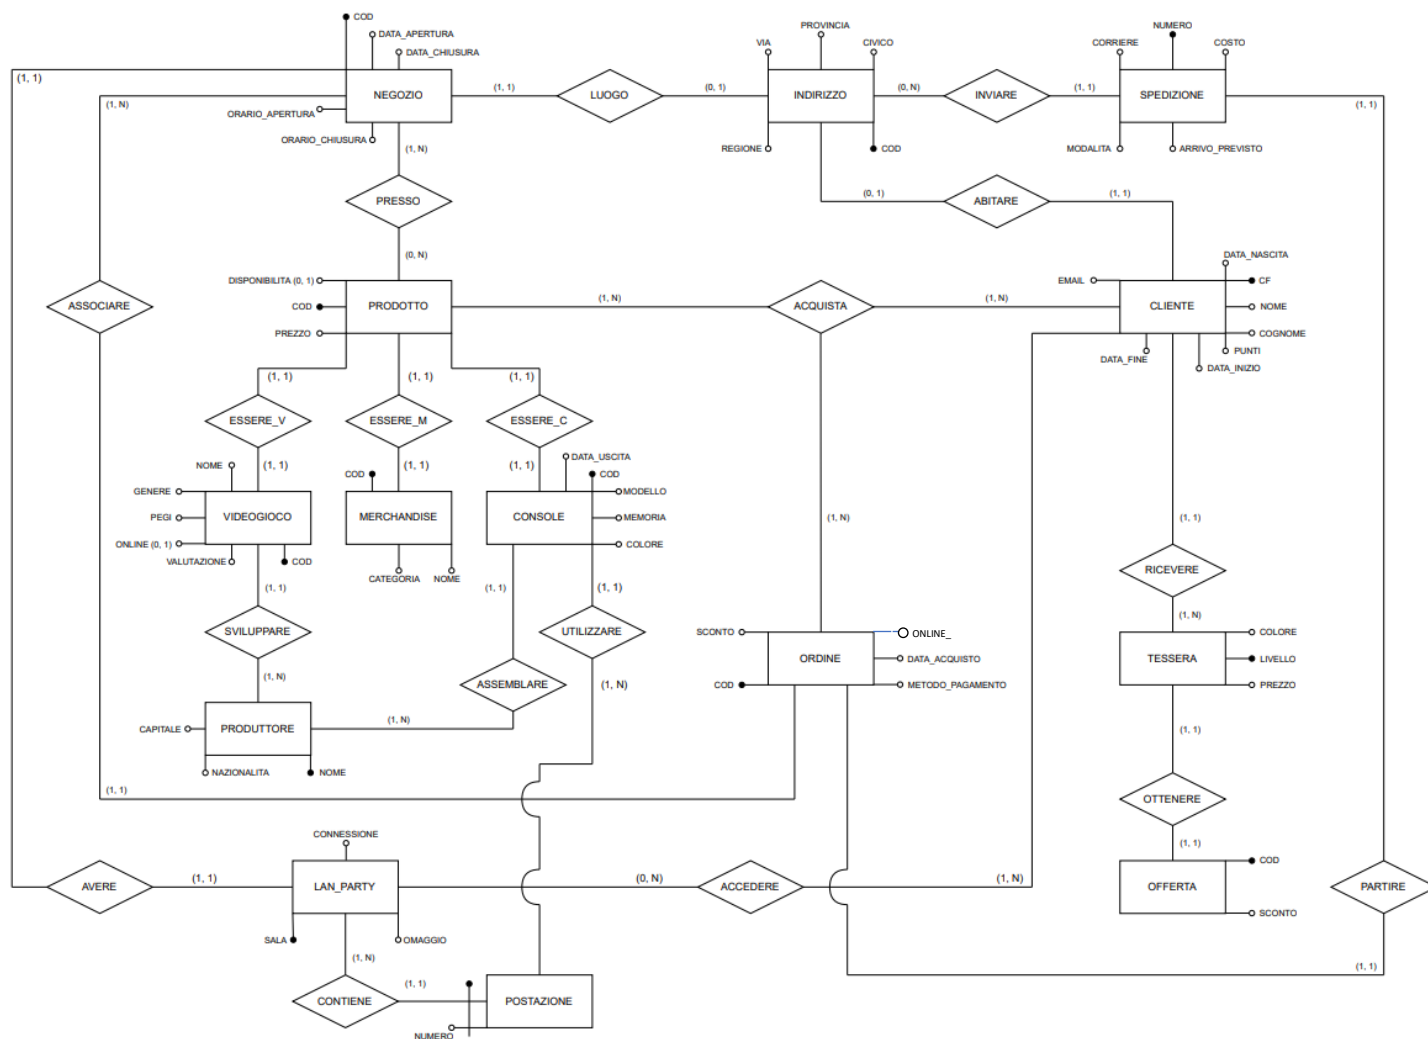 COD
DATA_APERTURA
DATA_CHIUSURA
(1, 1)
(1, N)
NEGOZIO
ORARIO_APERTURA
ORARIO_CHIUSURA
(1, 1)
LUOGO
(0, 1)
PROVINCIA
VIA
CIVICO
INDIRIZZO
REGIONE
COD
(0, N)
INVIARE
(1, 1)
NUMERO
CORRIERE
COSTO
SPEDIZIONE
MODALITA
ARRIVO_PREVISTO
(1, 1)
(1, N)
PRESSO
(0, N)
(0, 1)
ABITARE
(1, 1)
ASSOCIARE
DISPONIBILITA (0, 1)
COD
PREZZO
PRODOTTO
(1, N)
ACQUISTA
(1, N)
DATA_NASCITA
EMAIL
CF
CLIENTE
NOME
COGNOME
PUNTI
DATA_FINE
DATA_INIZIO
(1, 1)
(1, 1)
(1, 1)
ESSERE_V
ESSERE_M
ESSERE_C
(1, 1)
(1, 1)
(1, 1)
NOME
GENERE
PEGI
ONLINE (0, 1)
VALUTAZIONE
COD
VIDEOGIOCO
COD
MERCHANDISE
CATEGORIA
NOME
DATA_USCITA
COD
MODELLO
CONSOLE
MEMORIA
COLORE
(1, N)
(1, 1)
RICEVERE
(1, N)
(1, 1)
SVILUPPARE
(1, N)
(1, 1)
ASSEMBLARE
(1, N)
(1, 1)
UTILIZZARE
(1, N)
CAPITALE
PRODUTTORE
NAZIONALITA
NOME
SCONTO
ONLINE_
ORDINE
DATA_ACQUISTO
COD
METODO_PAGAMENTO
COLORE
TESSERA
LIVELLO
PREZZO
(1, 1)
OTTENERE
(1, 1)
(1, 1)
COD
OFFERTA
SCONTO
CONNESSIONE
AVERE
(1, 1)
LAN_PARTY
(0, N)
ACCEDERE
(1, N)
PARTIRE
SALA
OMAGGIO
(1, N)
CONTIENE
(1, 1)
POSTAZIONE
NUMERO
(1, 1)